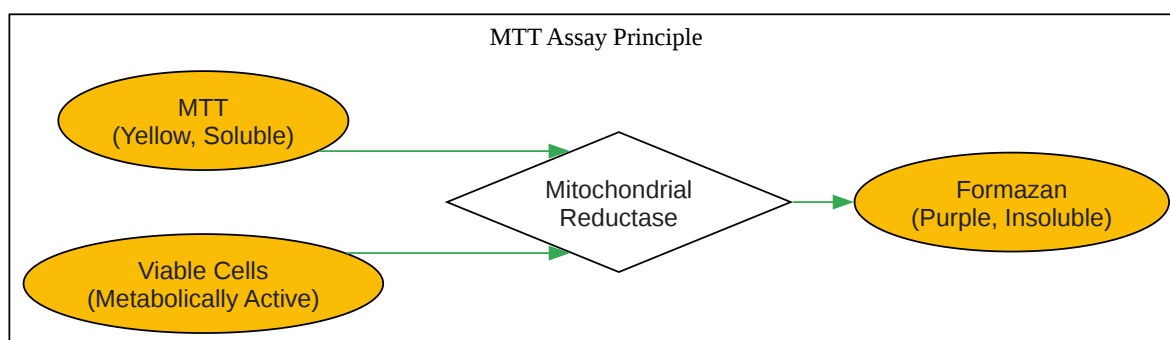 MTT Assay Principle
MTT
(Yellow, Soluble)
Mitochondrial
Reductase
Formazan
(Purple, Insoluble)
Viable Cells
(Metabolically Active)